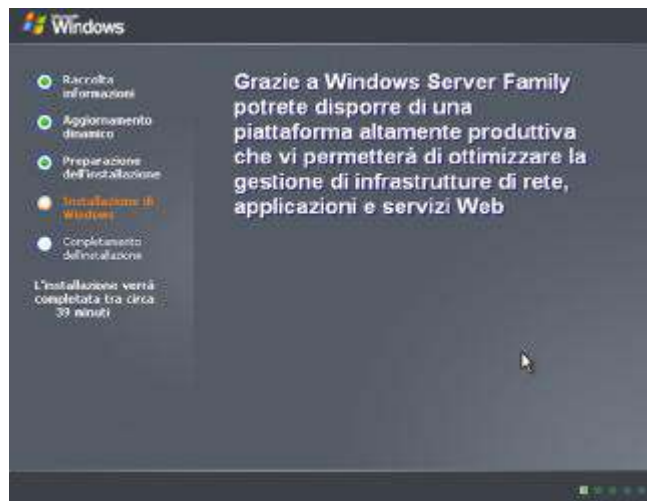 Windows
Raccolta
informazioni
Aggiornamento
dinamico
Preparazione
dell'installazione
Installazione di
Windows
Completamento
dell'installazione
L'installazione verrà
completata tra circa
39 minuti
Grazie a Windows Server Family
potrete disporre di una
piattaforma altamente produttiva
che vi permetterà di ottimizzare la
gestione di infrastrutture di rete,
applicazioni e servizi Web